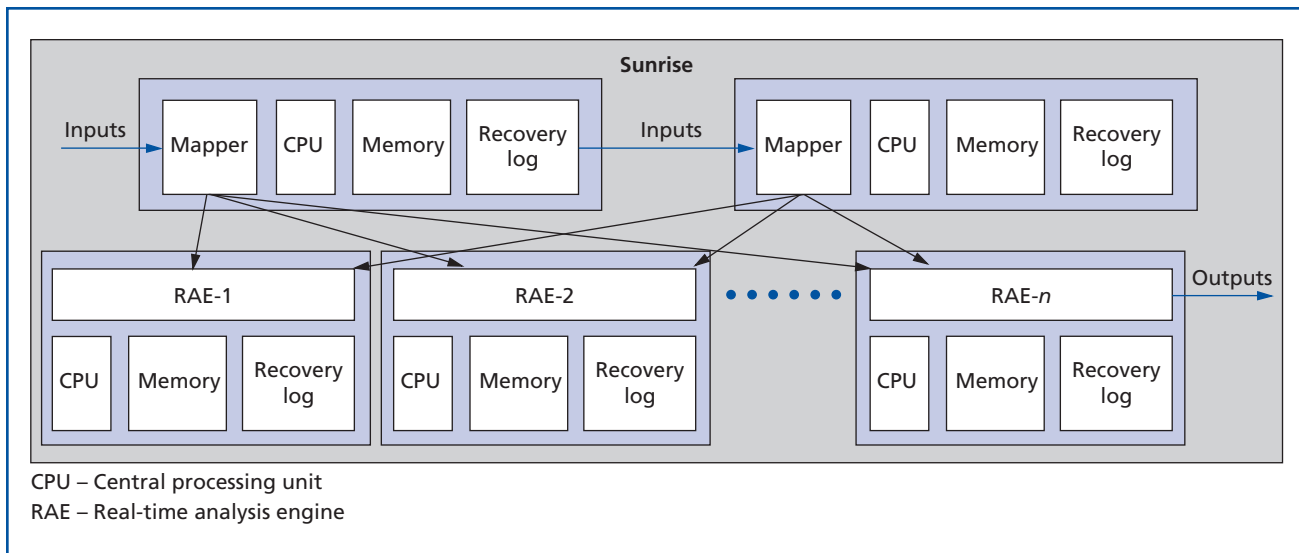 Sunrise
Inputs
Mapper
CPU
Memory
Recovery
log
Inputs
Mapper
CPU
Memory
Recovery
log
RAE-1
RAE-2
RAE-n
Outputs
CPU
Memory
Recovery
log
CPU
Memory
Recovery
log
CPU
Memory
Recovery
log
CPU – Central processing unit
RAE – Real-time analysis engine